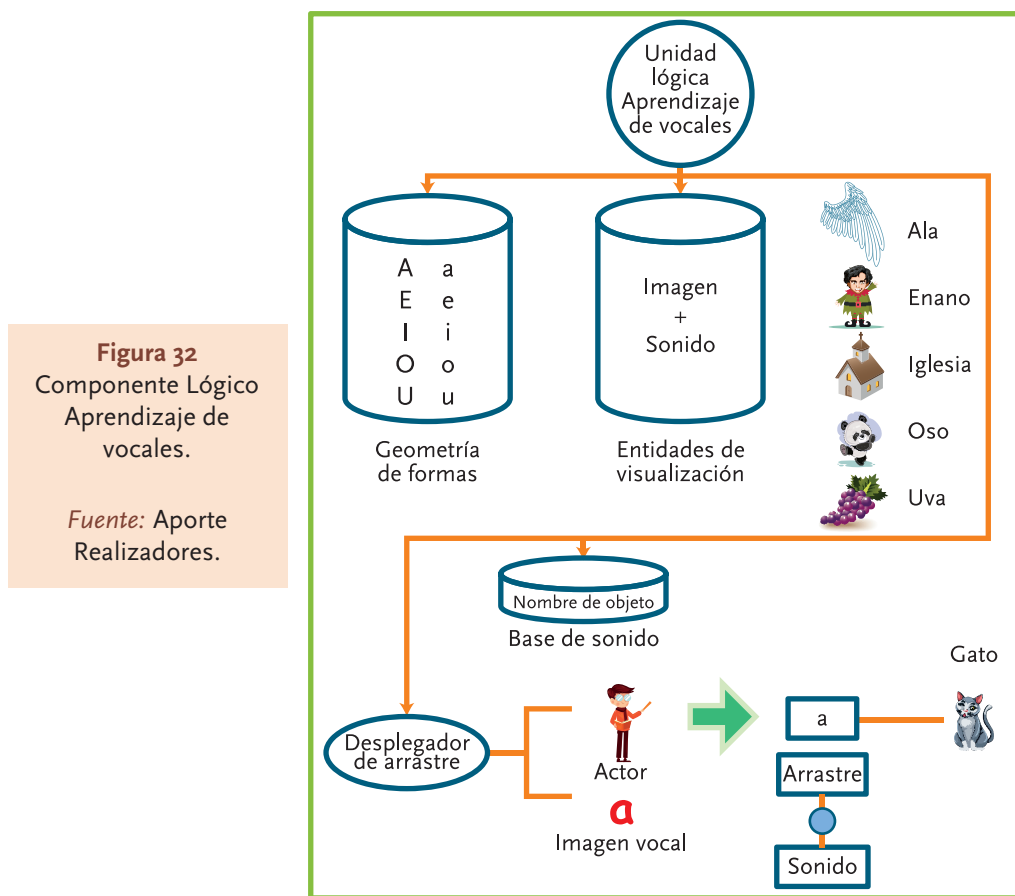 Figura 32
Componente Lógico
Aprendizaje de
vocales.
Fuente: Aporte
Realizadores.
Unidad
lógica
Aprendizaje
de vocales
A a
E e
I i
O o
U u
Geometría
de formas
Imagen
+
Sonido
Entidades de
visualización
Ala
Enano
Iglesia
Oso
Uva
Nombre de objeto
Base de sonido
Desplegador
de arrastre
Actor
a
Imagen vocal
a
Gato
Arrastre
Sonido